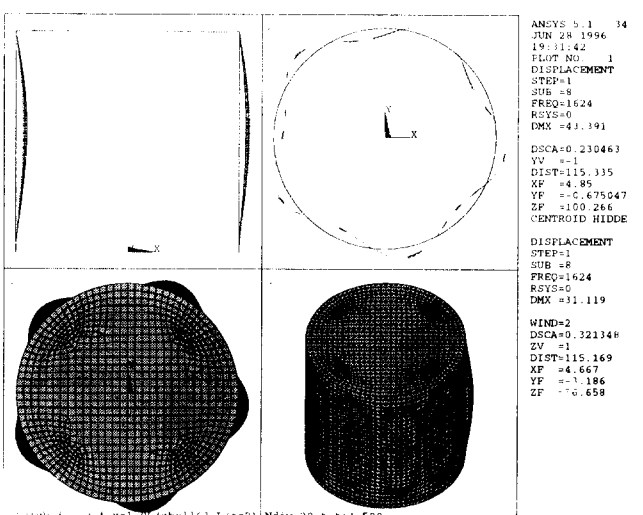 ANSYS 5.1 34
JUN 28 1996
19:31:42
PLOT NO. 1
DISPLACEMENT
STEP=1
SUB =8
FREQ=1624
RSYS=0
DMX =43.391
DSCA=0.230463
YV =-1
DIST=115.335
XF =4.85
YF =-0.675047
ZF =100.266
CENTROID HIDDE
DISPLACEMENT
STEP=1
SUB =8
FREQ=1624
RSYS=0
DMX =31.119
WIND=2
DSCA=0.321348
ZV =1
DIST=115.169
XF =4.667
YF
ZF
Y
X
X